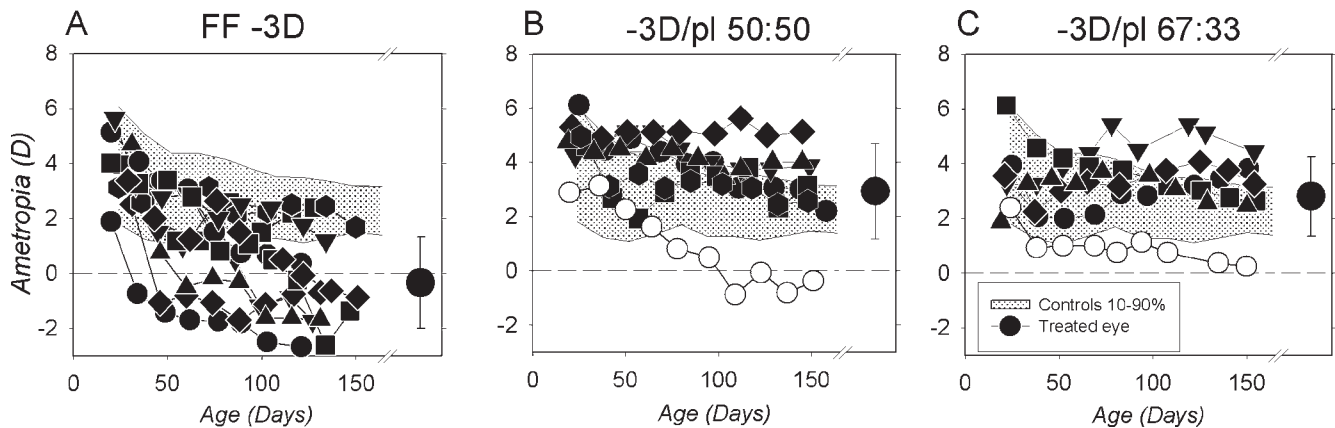 A FF -3D
8
6
4
2
0
-2
0 50 100 150
Age (Days)
Ametropia (D)
B -3D/pl 50:50
8
6
4
2
0
-2
0 50 100 150
Age (Days)
C -3D/pl 67:33
8
6
4
2
0
-2
Controls 10-90%
Treated eye
0 50 100 150
Age (Days)